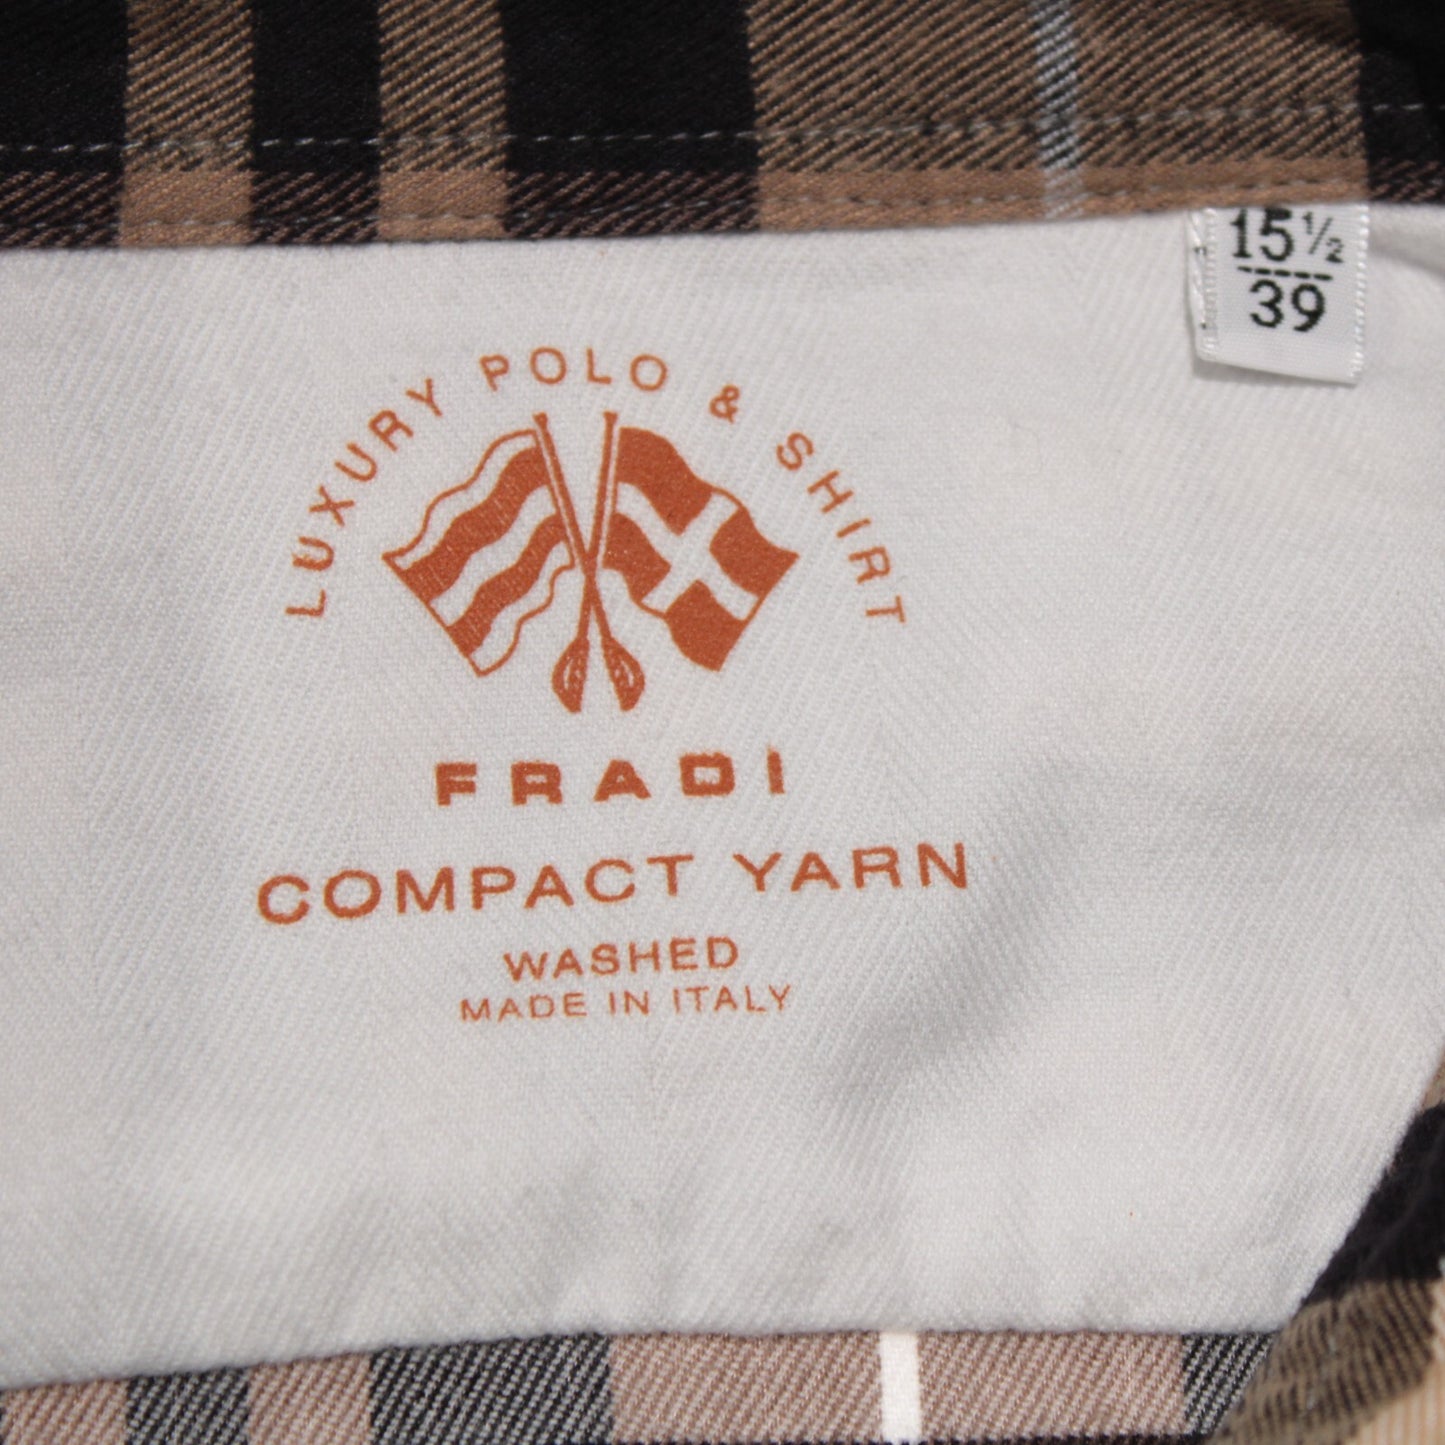 15½
39
LUXURY POLO & SHIRT
FRADI
COMPACT YARN
WASHED
MADE IN ITALY